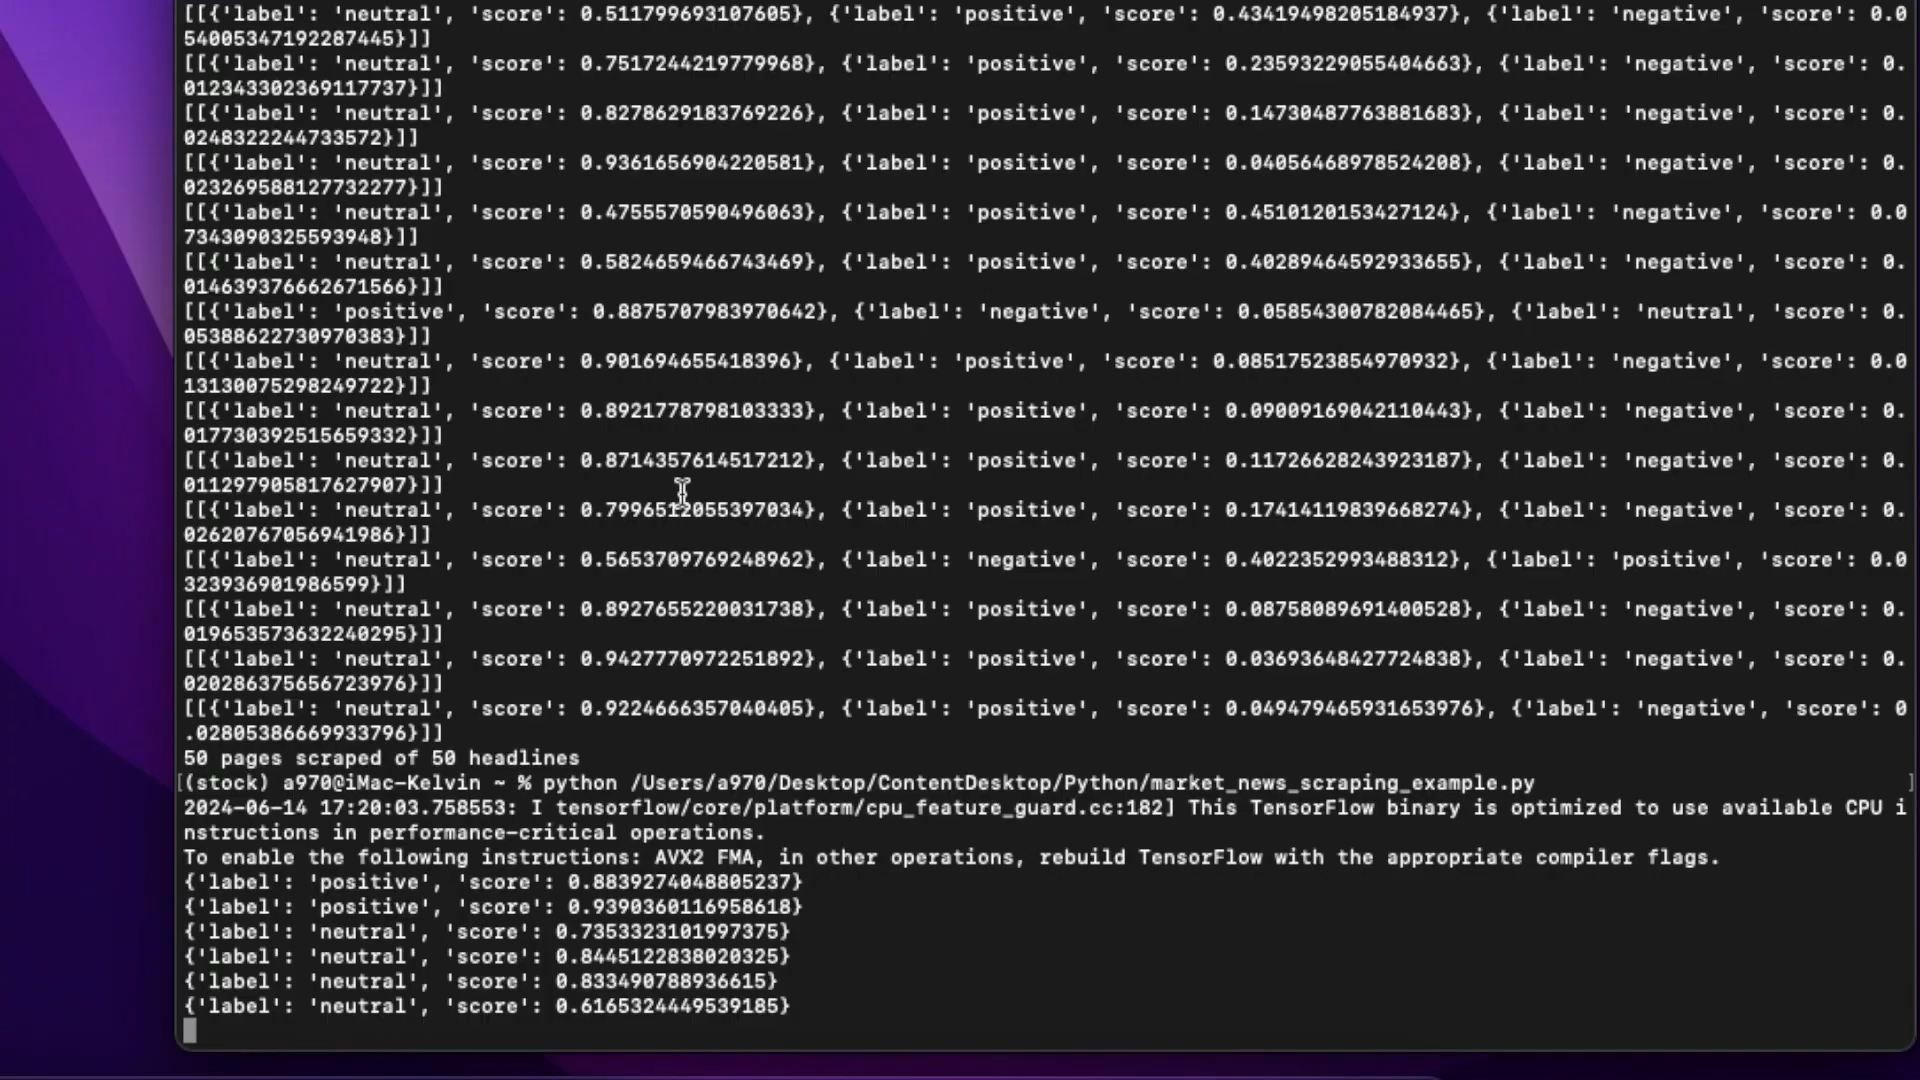 [[{'label': 'neutral', 'score': 0.511799693107605}, {'label': 'positive', 'score': 0.43419498205184937}, {'label': 'negative', 'score': 0.0
54005347192287445}]]
[[{'label': 'neutral', 'score': 0.7517244219779968}, {'label': 'positive', 'score': 0.23593229055404663}, {'label': 'negative', 'score': 0.
012343302369117737}]]
[[{'label': 'neutral', 'score': 0.8278629183769226}, {'label': 'positive', 'score': 0.14730487763881683}, {'label': 'negative', 'score': 0.
02483222447​33572}]]
[[{'label': 'neutral', 'score': 0.9361656904220581}, {'label': 'positive', 'score': 0.04056468978524208}, {'label': 'negative', 'score': 0.
023269588127732277}]]
[[{'label': 'neutral', 'score': 0.4755570590496063}, {'label': 'positive', 'score': 0.4510120153427124}, {'label': 'negative', 'score': 0.0
7343090325593948}]]
[[{'label': 'neutral', 'score': 0.5824659466743469}, {'label': 'positive', 'score': 0.40289464592933655}, {'label': 'negative', 'score': 0.
014639376662671566}]]
[[{'label': 'positive', 'score': 0.8875707983970642}, {'label': 'negative', 'score': 0.05854300782084465}, {'label': 'neutral', 'score': 0.
05388622730970383}]]
[[{'label': 'neutral', 'score': 0.901694655418396}, {'label': 'positive', 'score': 0.08517523854970932}, {'label': 'negative', 'score': 0.0
13130075298249722}]]
[[{'label': 'neutral', 'score': 0.8921778798103333}, {'label': 'positive', 'score': 0.09009169042110443}, {'label': 'negative', 'score': 0.
017730392515659332}]]
[[{'label': 'neutral', 'score': 0.8714357614517212}, {'label': 'positive', 'score': 0.11726628243923187}, {'label': 'negative', 'score': 0.
011297905817627907}]]
[[{'label': 'neutral', 'score': 0.7996512055397034}, {'label': 'positive', 'score': 0.17414119839668274}, {'label': 'negative', 'score': 0.
02620767056941986}]]
[[{'label': 'neutral', 'score': 0.5653709769248962}, {'label': 'negative', 'score': 0.4022352993488312}, {'label': 'positive', 'score': 0.0
323936901986599}]]
[[{'label': 'neutral', 'score': 0.8927655220031738}, {'label': 'positive', 'score': 0.08758089691400528}, {'label': 'negative', 'score': 0.
019653573632240295}]]
[[{'label': 'neutral', 'score': 0.9427770972251892}, {'label': 'positive', 'score': 0.03693648427724838}, {'label': 'negative', 'score': 0.
020286375656723976}]]
[[{'label': 'neutral', 'score': 0.9224666357040405}, {'label': 'positive', 'score': 0.049479465931653976}, {'label': 'negative', 'score': 0
.02805386669933796}]]
50 pages scraped of 50 headlines
[(stock) a970@iMac-Kelvin ~ % python /Users/a970/Desktop/ContentDesktop/Python/market_news_scraping_example.py ]
2024-06-14 17:20:03.758553: I tensorflow/core/platform/cpu_feature_guard.cc:182] This TensorFlow binary is optimized to use available CPU i
nstructions in performance-critical operations.
To enable the following instructions: AVX2 FMA, in other operations, rebuild TensorFlow with the appropriate compiler flags.
{'label': 'positive', 'score': 0.8839274048805237}
{'label': 'positive', 'score': 0.9390360116958618}
{'label': 'neutral', 'score': 0.7353323101997375}
{'label': 'neutral', 'score': 0.8445122838020325}
{'label': 'neutral', 'score': 0.833490788936615}
{'label': 'neutral', 'score': 0.6165324449539185}